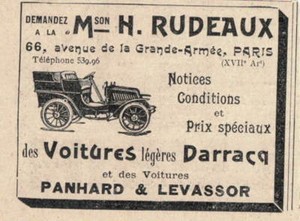 DEMANDEZ
A LA « MSON H. RUDEAUX
66, avenue de la Grande-Armée, PARIS
Téléphone 539.96 (XVIIe Arr)
Notices
Conditions et
Prix spéciaux
des Voitures légères Darracq
et des Voitures
PANHARD & LEVASSOR